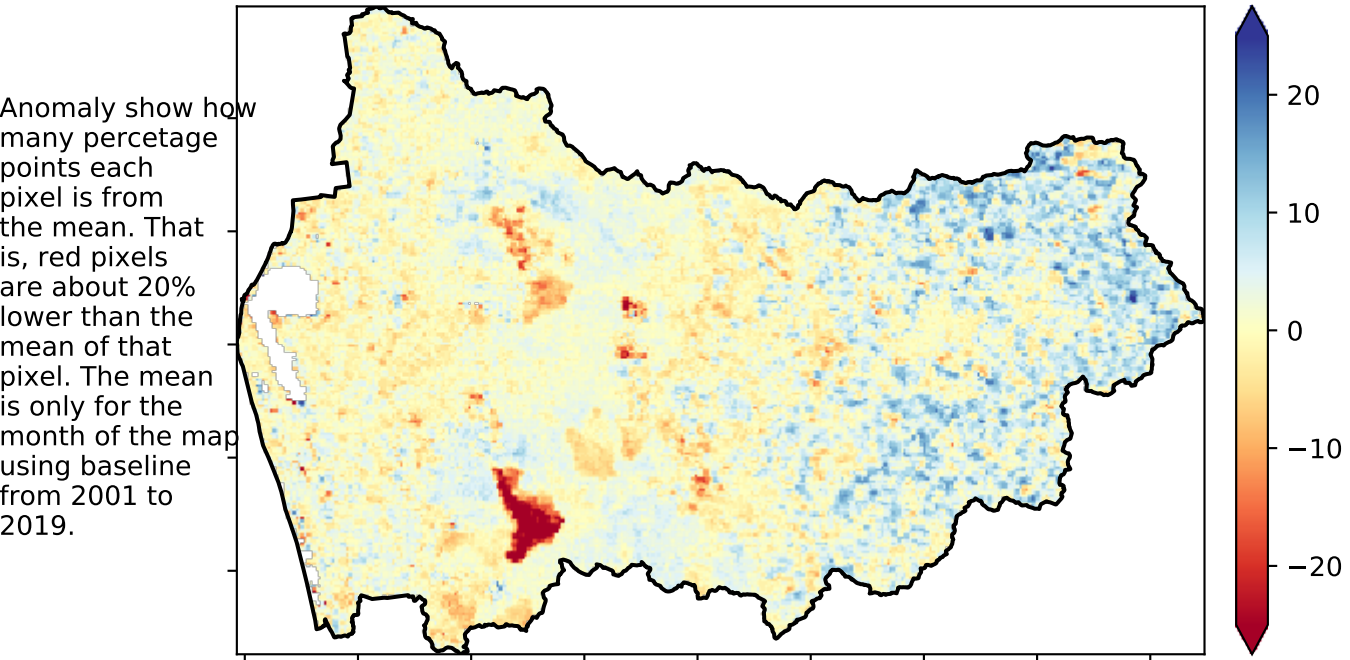 Anomaly show how
many percetage
points each
pixel is from
the mean. That
is, red pixels
are about 20%
lower than the
mean of that
pixel. The mean
is only for the
month of the map
using baseline
from 2001 to
2019.
20
10
0
−10
−20